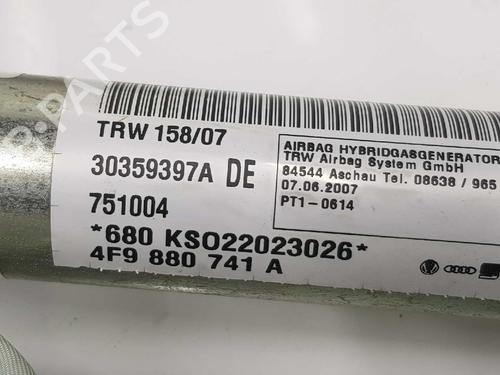 TRW 158/07
30359397A DE
751004
*680 KSO22023026*
4F9 880 741 A
AIRBAG HYBRIDGASGENERATOR
TRW Airbag System GmbH
84544 Aschau Tel. 08638 / 965
07.06.2007
PT1-0614